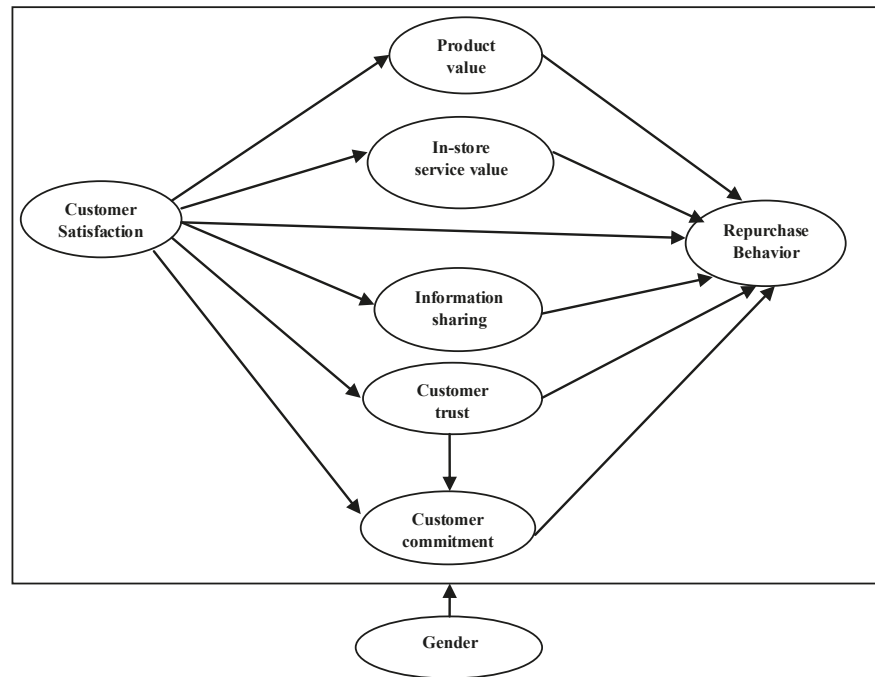 Product
value
In-store
service value
Customer
Satisfaction
Repurchase
Behavior
Information
sharing
Customer
trust
Customer
commitment
Gender